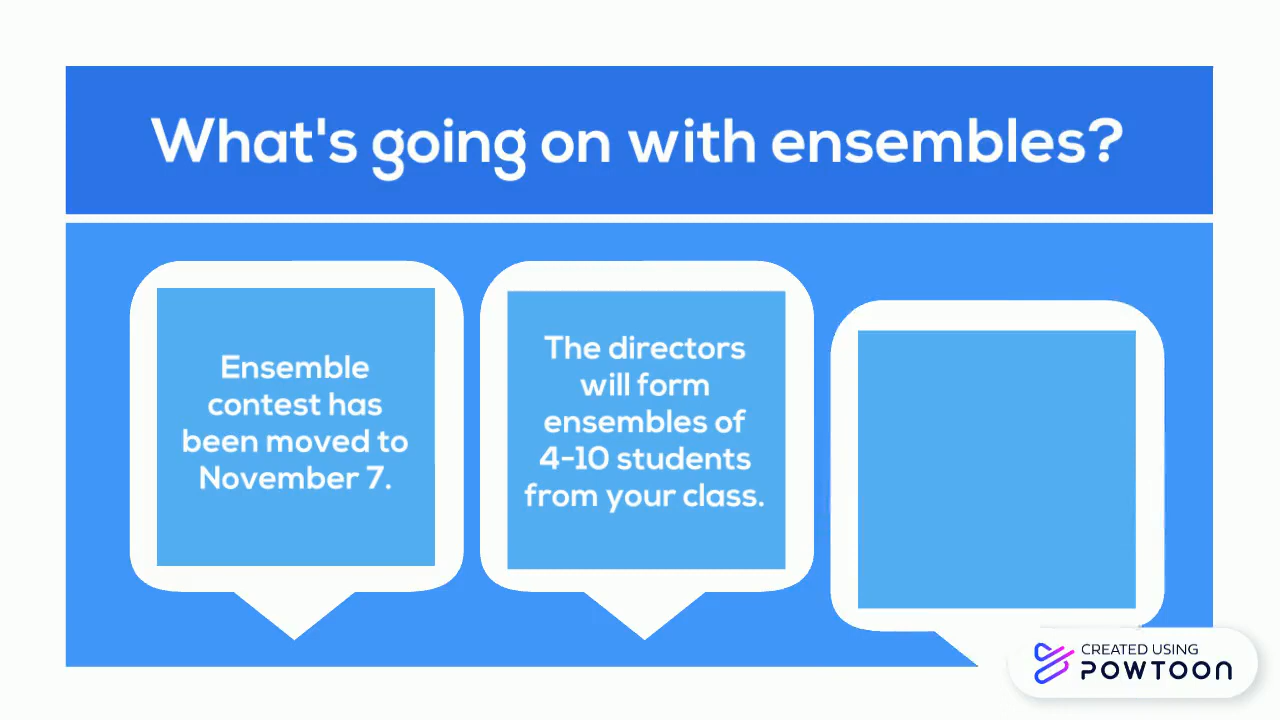 What's going on with ensembles?
Ensemble
contest has
been moved to
November 7.
The directors
will form
ensembles of
4-10 students
from your class.
CREATED USING
POWTOON